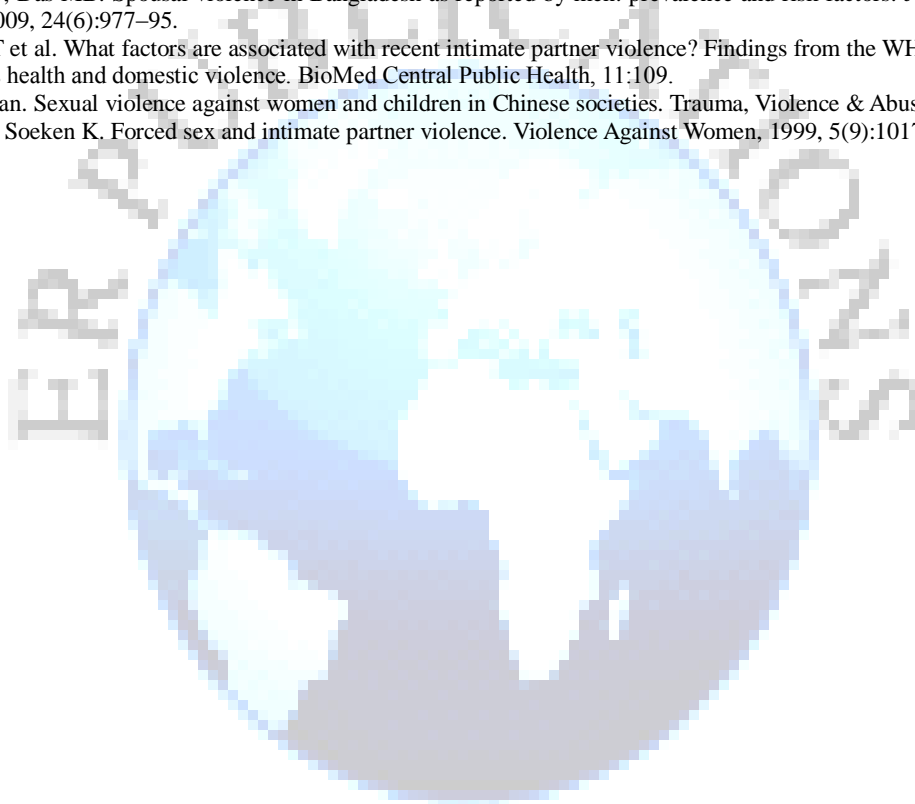 Das MB. Spousal violence in Bangladesh as reported by men: prevalence and risk factors.
009, 24(6):977–95.
T et al. What factors are associated with recent intimate partner violence? Findings from the WH
health and domestic violence. BioMed Central Public Health, 11:109.
an. Sexual violence against women and children in Chinese societies. Trauma, Violence & Abus
Soeken K. Forced sex and intimate partner violence. Violence Against Women, 1999, 5(9):1017
ER PUBLICATIONS